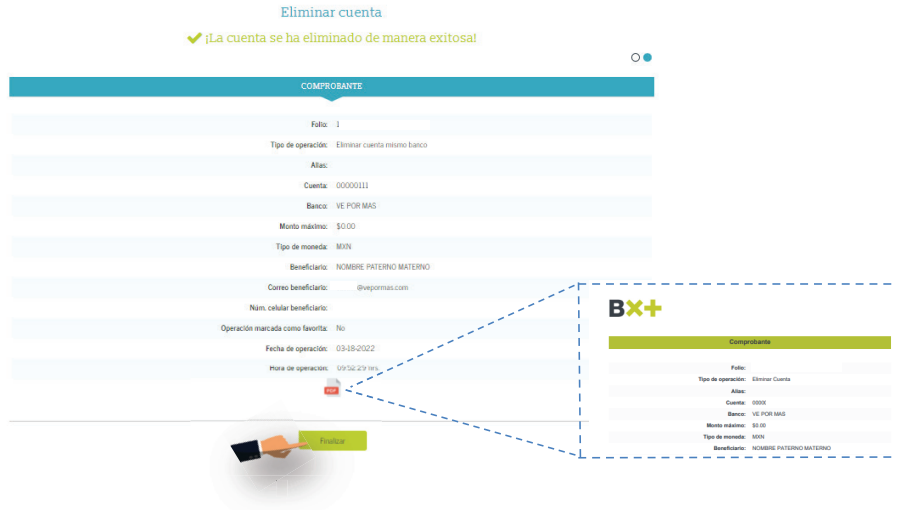 Eliminar cuenta
¡La cuenta se ha eliminado de manera exitosa!
COMPROBANTE
Folio: 1
Tipo de operación: Eliminar cuenta mismo banco
Alias:
Cuenta: 00000111
Banco: VE POR MAS
Monto máximo: $0.00
Tipo de moneda: MXN
Beneficiario: NOMBRE PATERNO MATERNO
Correo beneficiario: @vepormas.com
Núm. celular beneficiario:
Operación marcada como favorita: No
Fecha de operación: 03-18-2022
Hora de operación: 09:52:29 hrs
PDF
Finalizar
BX+
Comprobante
Folio:
Tipo de operación: Eliminar Cuenta
Alias:
Cuenta:
Banco: VE POR MAS
Monto máximo: $0.00
Tipo de moneda: MXN
Beneficiario: NOMBRE PATERNO MATERNO